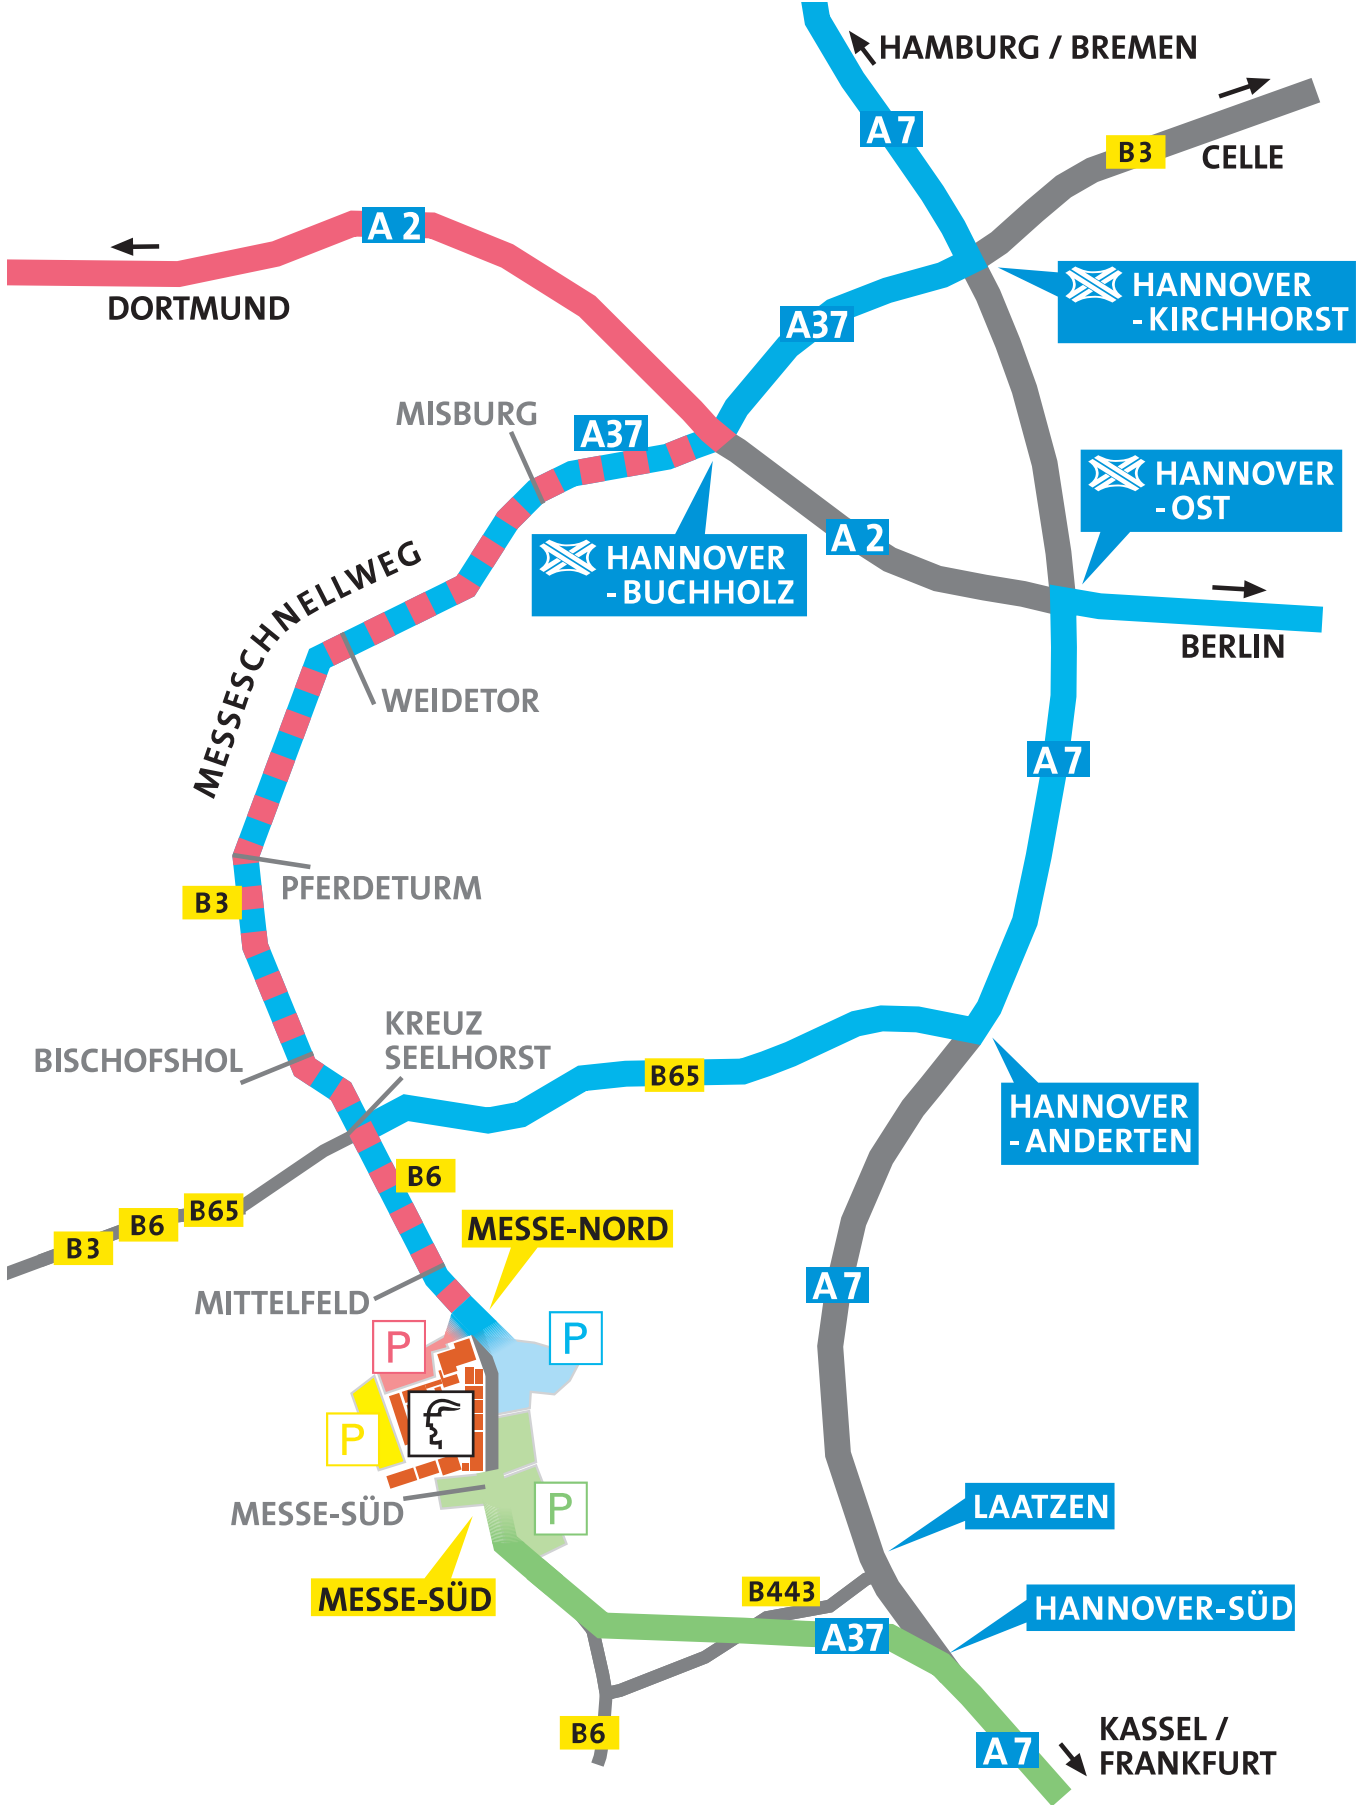 HAMBURG / BREMEN
A 7
B3
CELLE
A 2
DORTMUND
HANNOVER
-KIRCHHORST
A37
MISBURG
A37
HANNOVER
-OST
A 2
HANNOVER
-BUCHHOLZ
MESSESCHNELLWEG
BERLIN
WEIDETOR
A 7
PFERDETURM
B3
KREUZ
SEELHORST
BISCHOFSHOL
B65
HANNOVER
-ANDERTEN
B6
B65
B6
B3
MESSE-NORD
A 7
MITTELFELD
P
P
P
MESSE-SÜD
P
LAATZEN
MESSE-SÜD
B443
HANNOVER-SÜD
A37
B6
KASSEL /
FRANKFURT
A 7